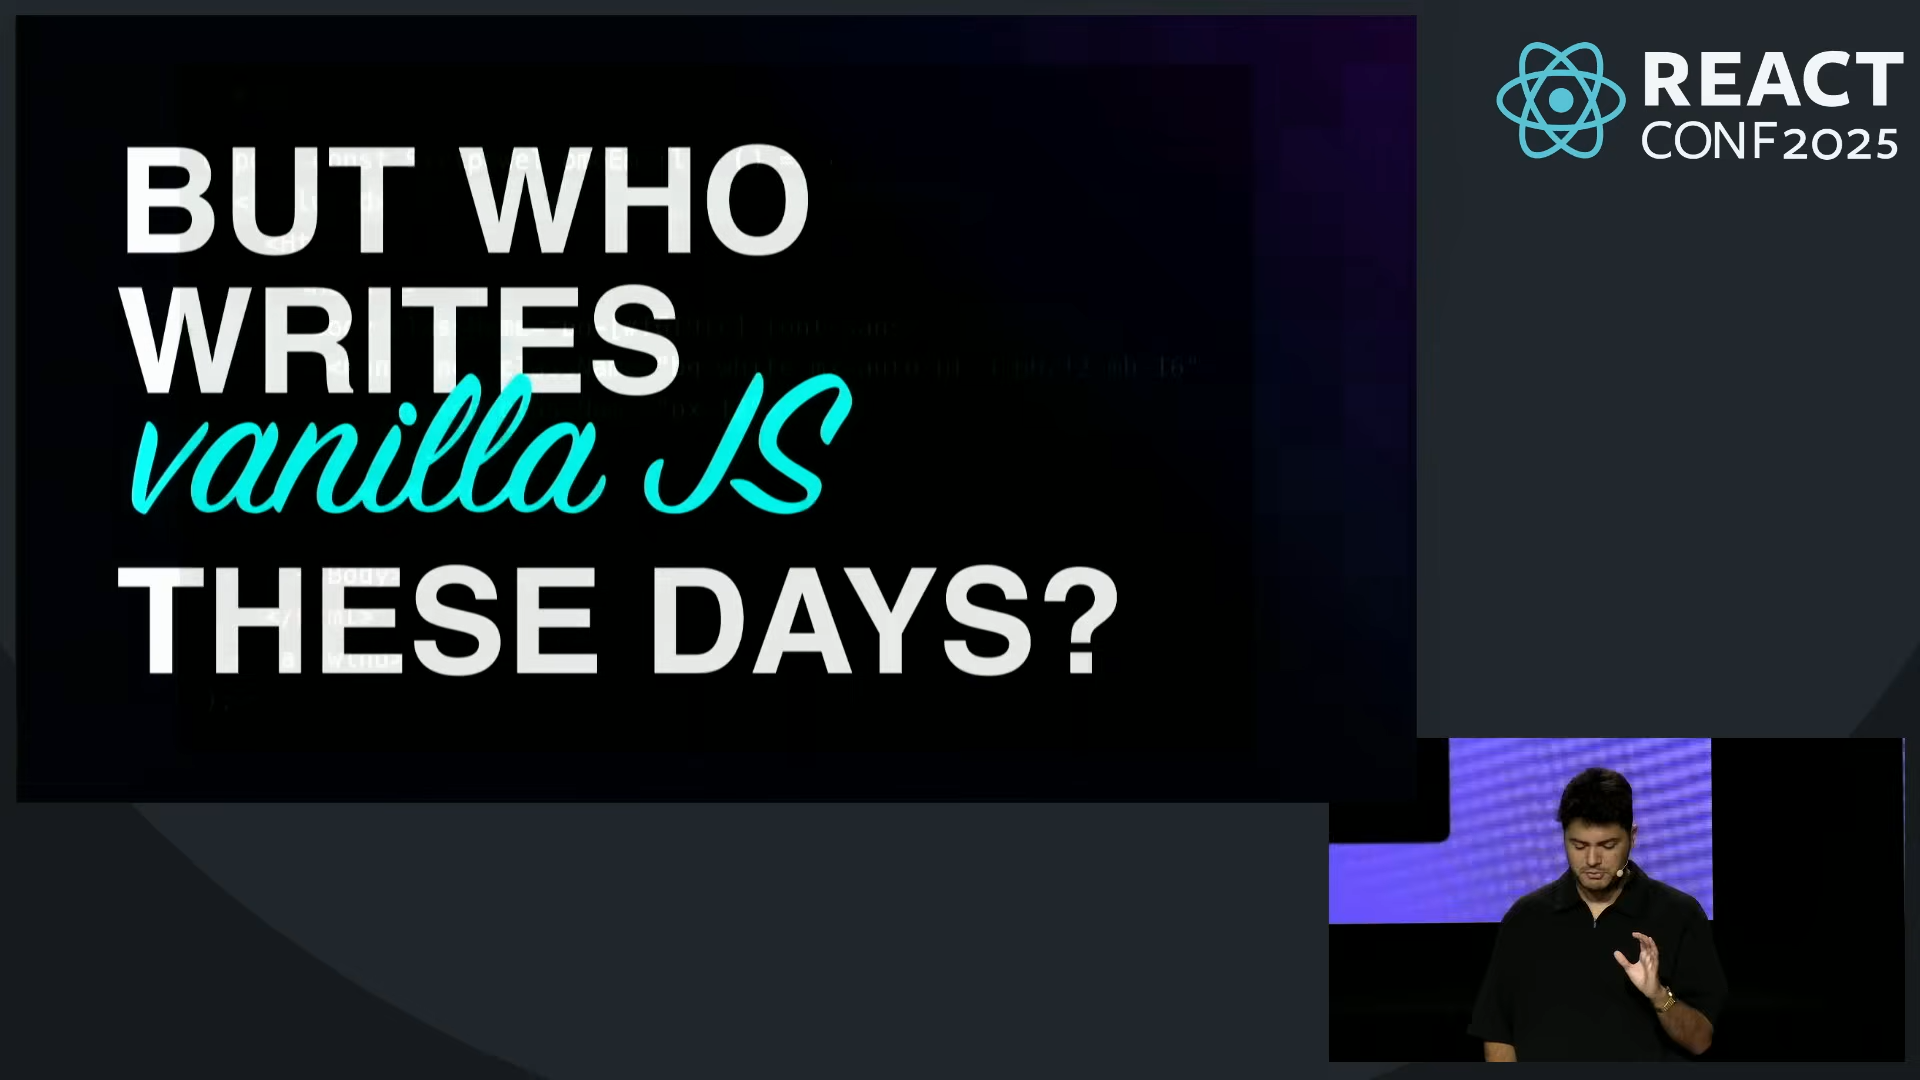 BUT WHO
WRITES
vanilla JS
THESE DAYS?
REACT
CONF2025